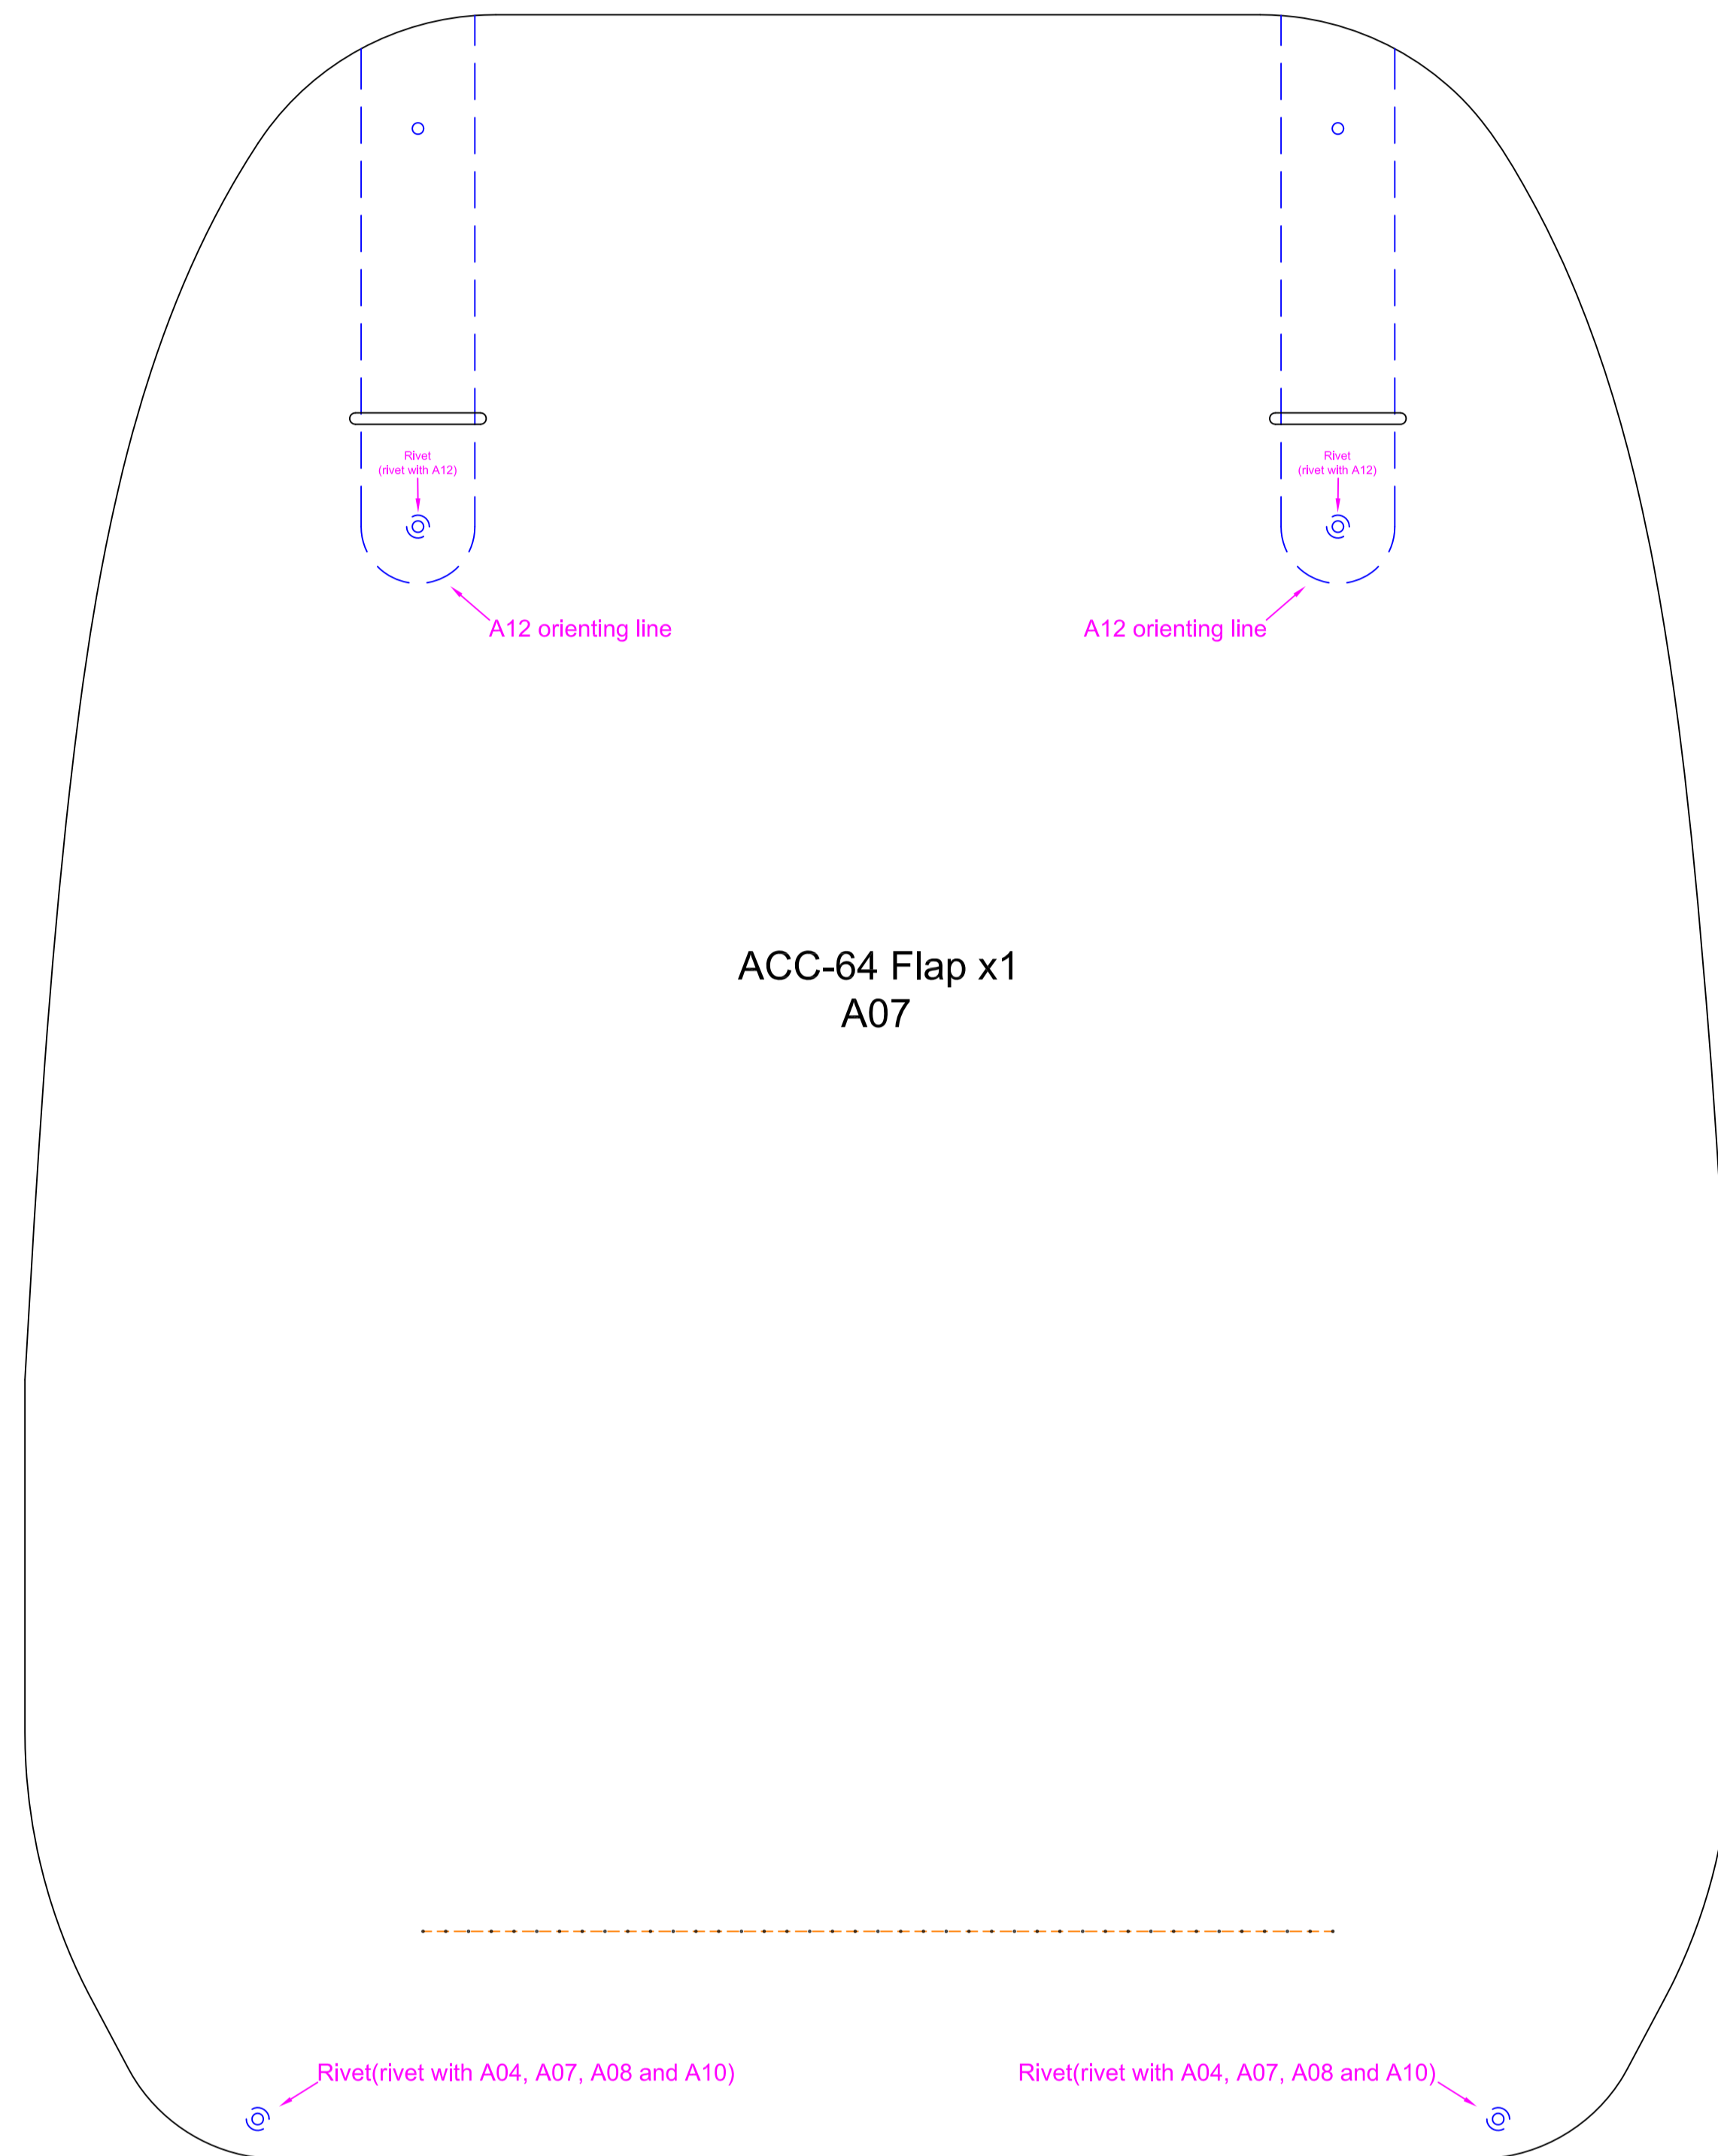 Rivet
(rivet with A12)
Rivet
(rivet with A12)
A12 orienting line
A12 orienting line
ACC-64 Flap x1
A07
Rivet(rivet with A04, A07, A08 and A10)
Rivet(rivet with A04, A07, A08 and A10)